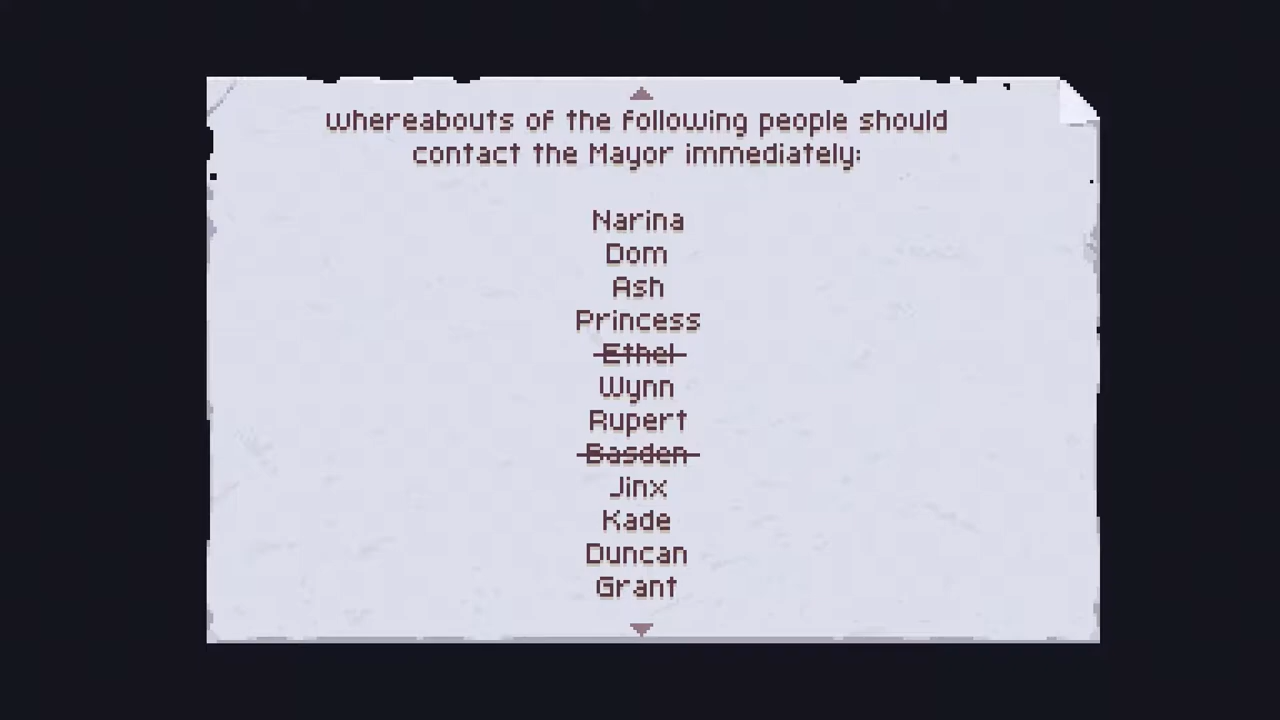 whereabouts of the following people should
contact the Mayor immediately:
Narina
Dom
Ash
Princess
Ethel
Wynn
Rupert
Basden
Jinx
Kade
Duncan
Grant